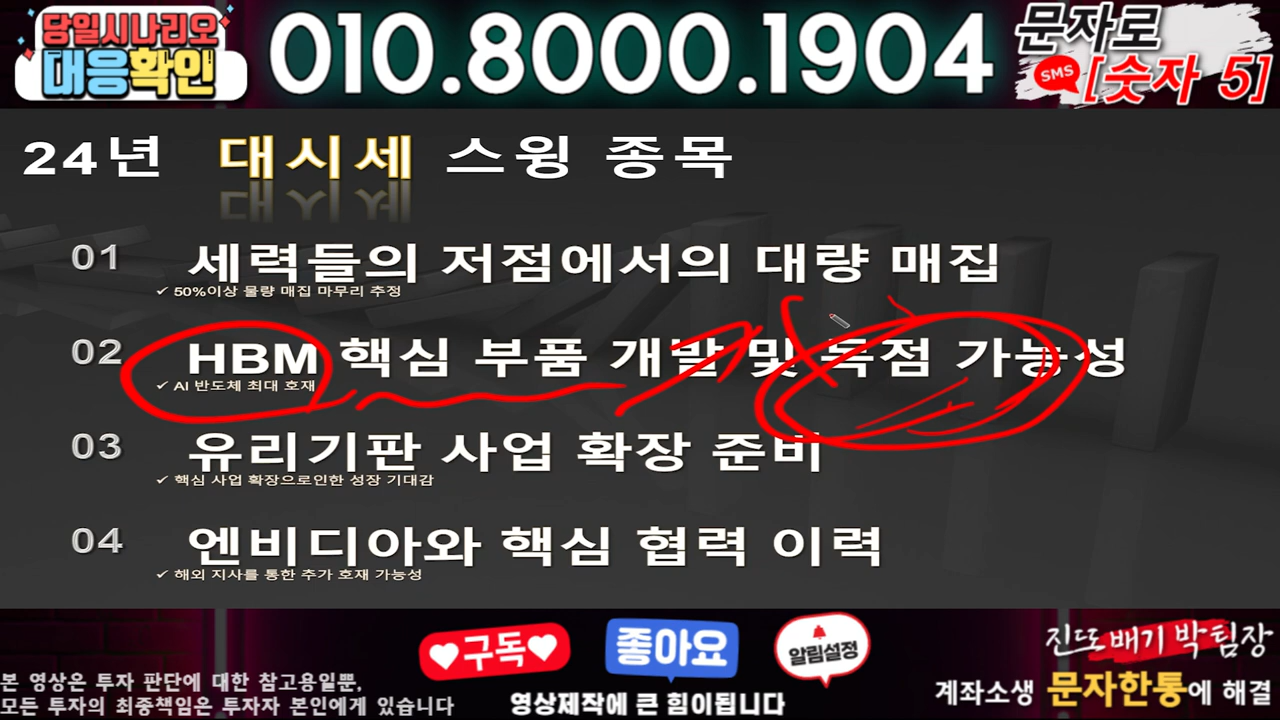 당일시나리오
대응확인
010.8000.1904
문자로
SMS [숫자 5]
24년 대시세 스윙 종목
01 세력들의 저점에서의 대량 매집
✓ 50%이상 물량 매집 마무리 추정
02 HBM 핵심 부품 개발 및 독점 가능성
✓ AI 반도체 최대 호재
03 유리기판 사업 확장 준비
✓ 핵심 사업 확장으로인한 성장 기대감
04 엔비디아와 핵심 협력 이력
✓ 해외 지사를 통한 추가 호재 가능성
구독
좋아요
알림설정
영상제작에 큰 힘이됩니다
본 영상은 투자 판단에 대한 참고용일뿐,
모든 투자의 최종책임은 투자자 본인에게 있습니다
진또배기 박팀장
계좌소생 문자한통에 해결